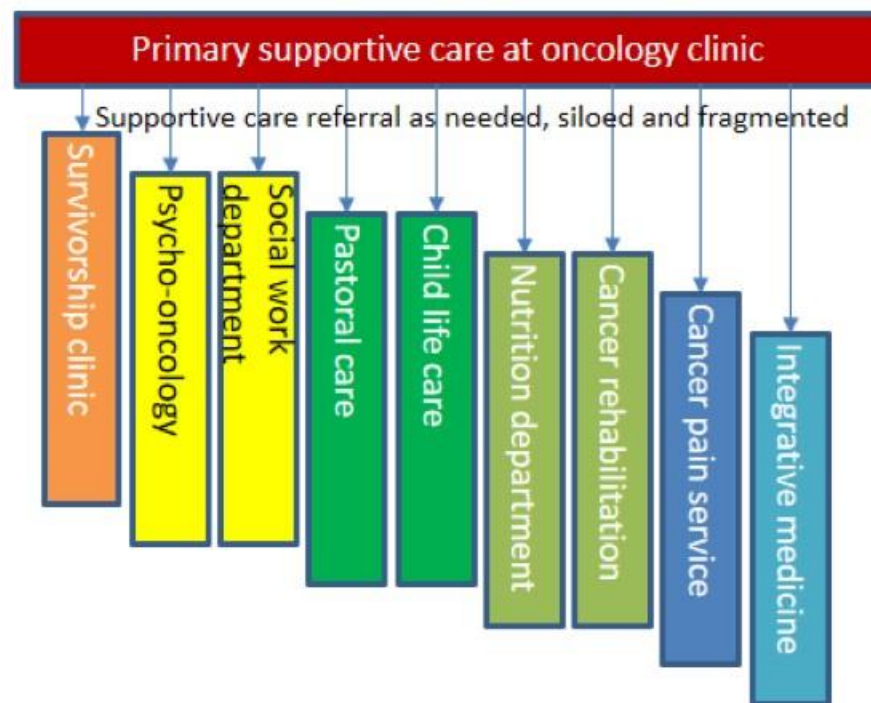 Primary supportive care at oncology clinic
Supportive care referral as needed, siloed and fragmented
Survivorship clinic
Psycho-oncology
Social work
department
Pastoral care
Child life care
Nutrition department
Cancer rehabilitation
Cancer pain service
Integrative medicine